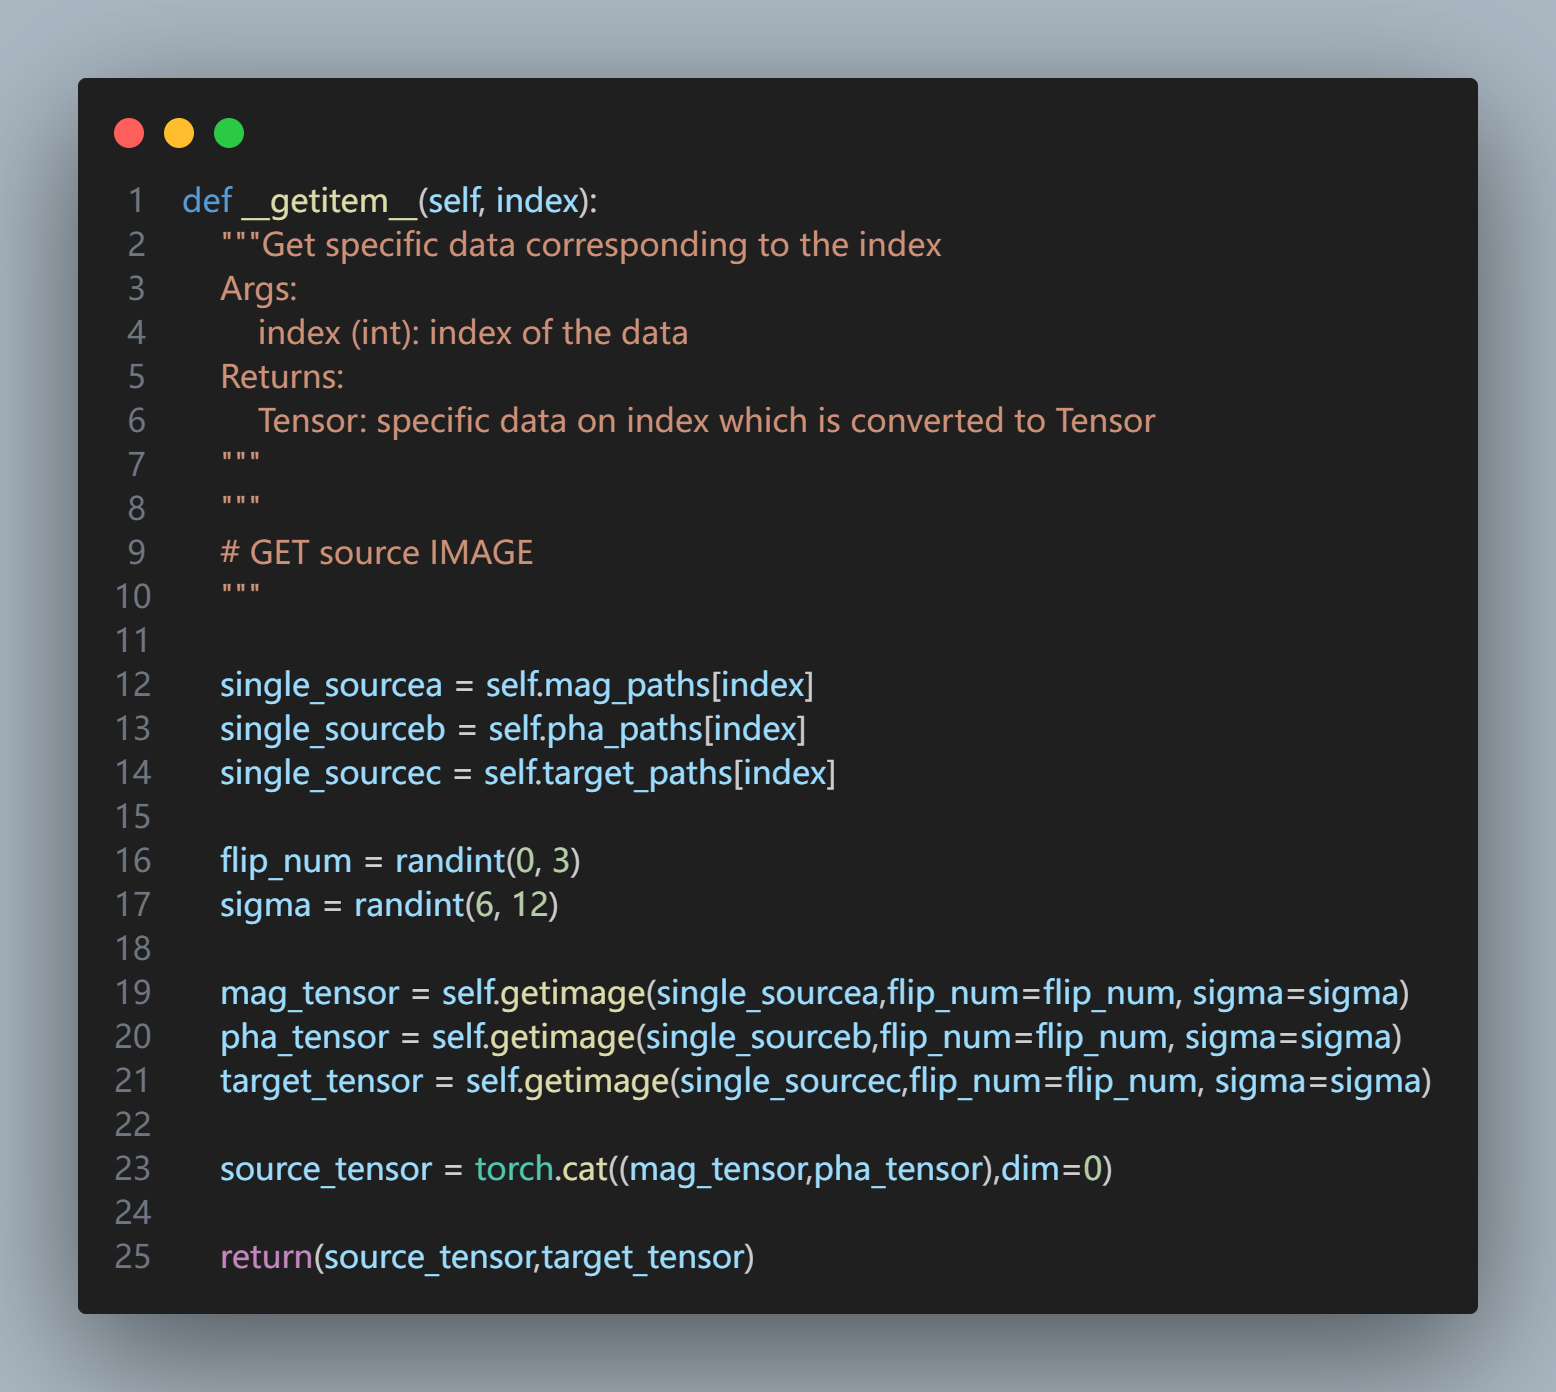 1 def __getitem__(self, index):
2     """Get specific data corresponding to the index
3     Args:
4         index (int): index of the data
5     Returns:
6         Tensor: specific data on index which is converted to Tensor
7     """
8     """
9     # GET source IMAGE
10     """
11
12     single_sourcea = self.mag_paths[index]
13     single_sourceb = self.pha_paths[index]
14     single_sourcec = self.target_paths[index]
15
16     flip_num = randint(0, 3)
17     sigma = randint(6, 12)
18
19     mag_tensor = self.getimage(single_sourcea,flip_num=flip_num, sigma=sigma)
20     pha_tensor = self.getimage(single_sourceb,flip_num=flip_num, sigma=sigma)
21     target_tensor = self.getimage(single_sourcec,flip_num=flip_num, sigma=sigma)
22
23     source_tensor = torch.cat((mag_tensor,pha_tensor),dim=0)
24
25     return(source_tensor,target_tensor)